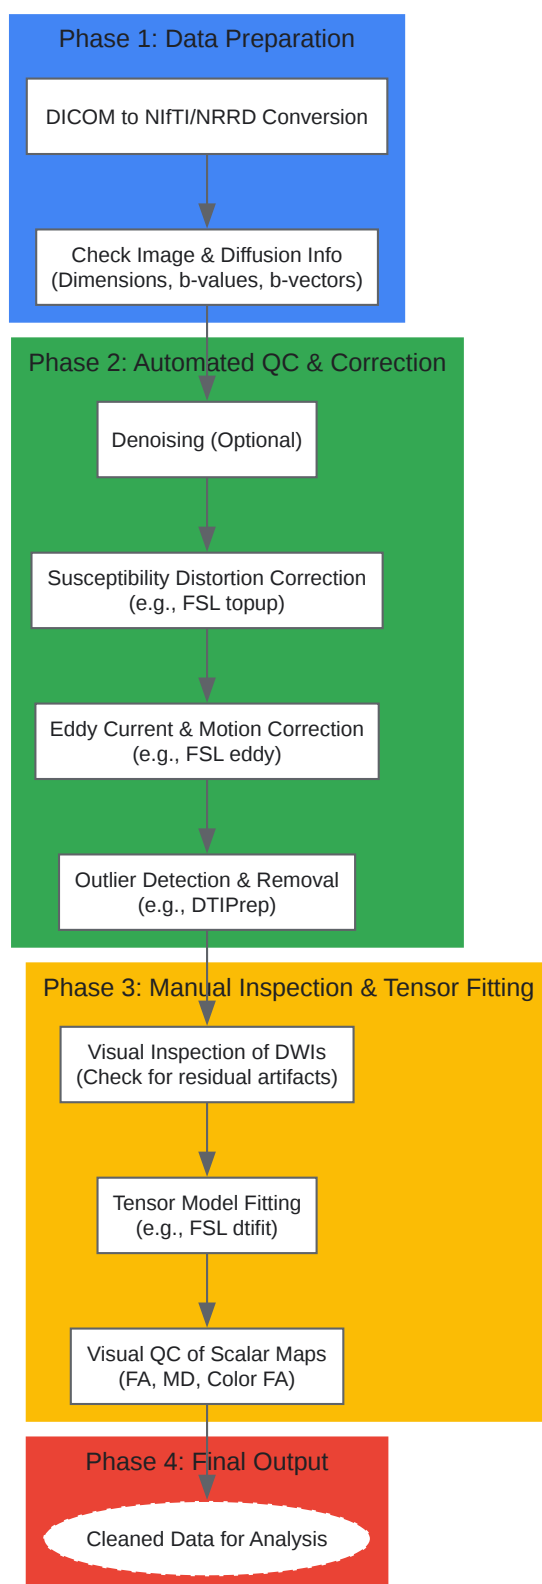 Phase 1: Data Preparation
DICOM to NIfTI/NRRD Conversion
Check Image & Diffusion Info
(Dimensions, b-values, b-vectors)
Phase 2: Automated QC & Correction
Denoising (Optional)
Susceptibility Distortion Correction
(e.g., FSL topup)
Eddy Current & Motion Correction
(e.g., FSL eddy)
Outlier Detection & Removal
(e.g., DTIPrep)
Phase 3: Manual Inspection & Tensor Fitting
Visual Inspection of DWIs
(Check for residual artifacts)
Tensor Model Fitting
(e.g., FSL dtifit)
Visual QC of Scalar Maps
(FA, MD, Color FA)
Phase 4: Final Output
Cleaned Data for Analysis